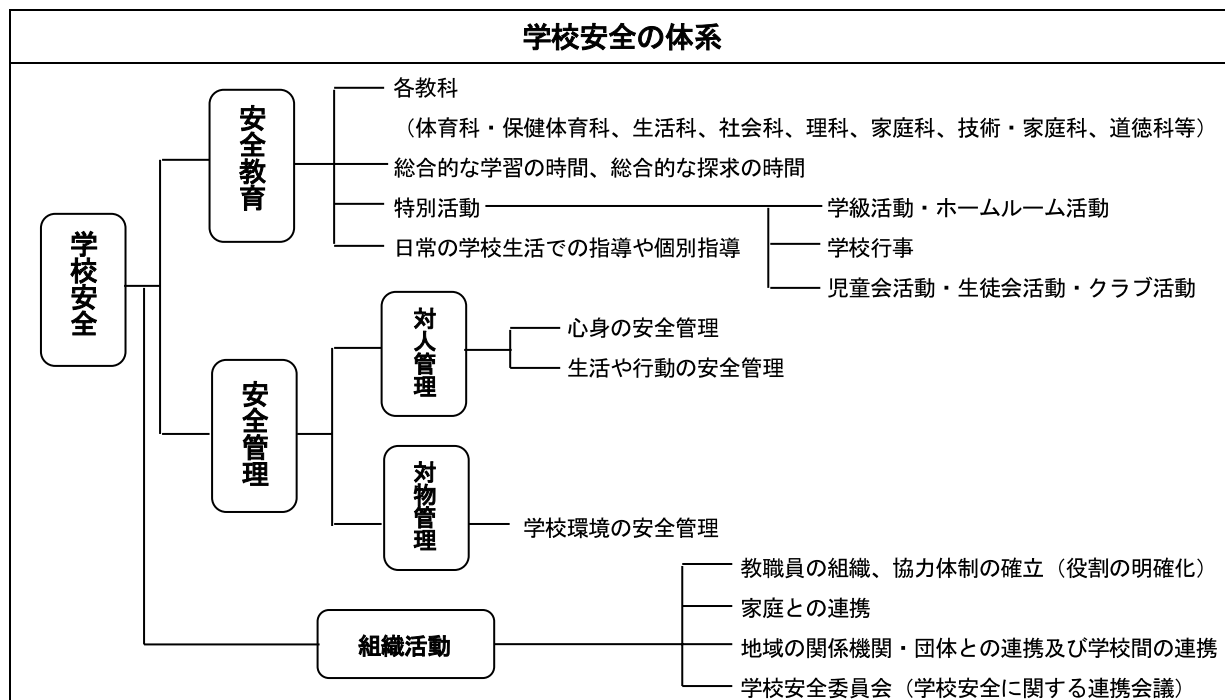 学校安全の体系
各教科
（体育科・保健体育科、生活科、社会科、理科、家庭科、技術・家庭科、道徳科等）
安全教育
総合的な学習の時間、総合的な探求の時間
特別活動
学級活動・ホームルーム活動
日常の学校生活での指導や個別指導
学校行事
児童会活動・生徒会活動・クラブ活動
学校安全
対人管理
心身の安全管理
生活や行動の安全管理
安全管理
対物管理
学校環境の安全管理
組織活動
教職員の組織、協力体制の確立（役割の明確化）
家庭との連携
地域の関係機関・団体との連携及び学校間の連携
学校安全委員会（学校安全に関する連携会議）